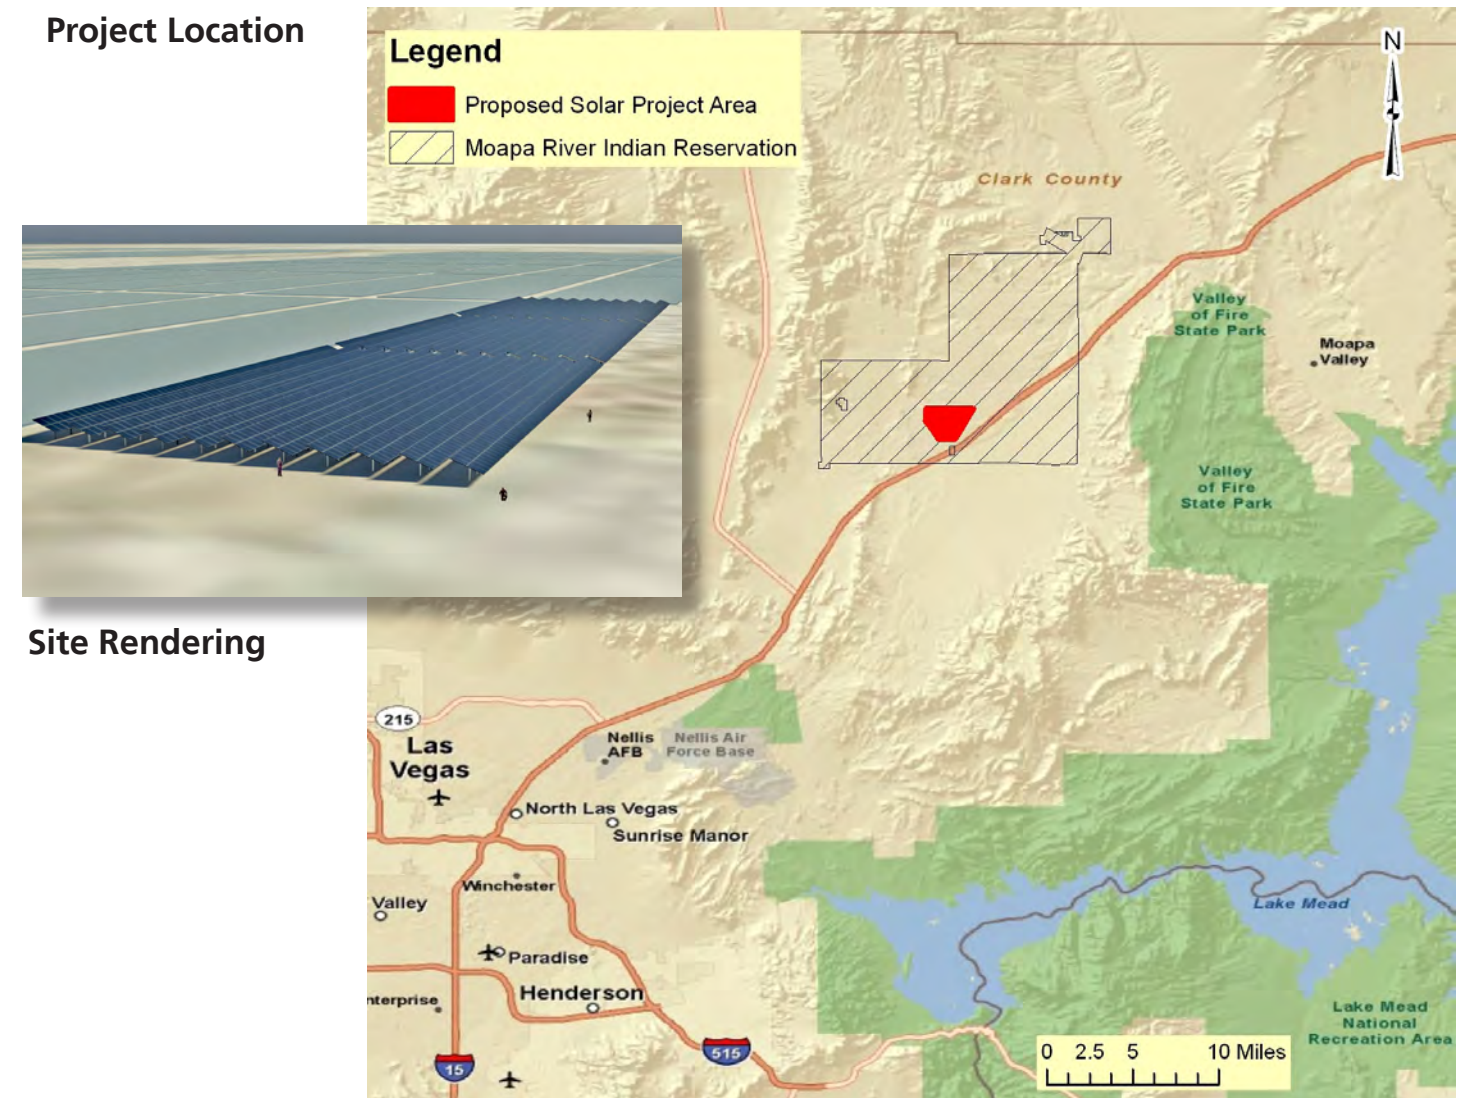 Project Location
Legend
Proposed Solar Project Area
Moapa River Indian Reservation
N
Clark County
Valley
of Fire
State Park
Moapa
Valley
Valley
of Fire
State Park
Site Rendering
215
Las
Vegas
Nellis
AFB
Nellis Air
Force Base
North Las Vegas
Sunrise Manor
Winchester
Valley
Lake Mead
Paradise
Henderson
nterprise
Lake Mead
National
Recreation Area
515
15
0 2.5 5 10 Miles